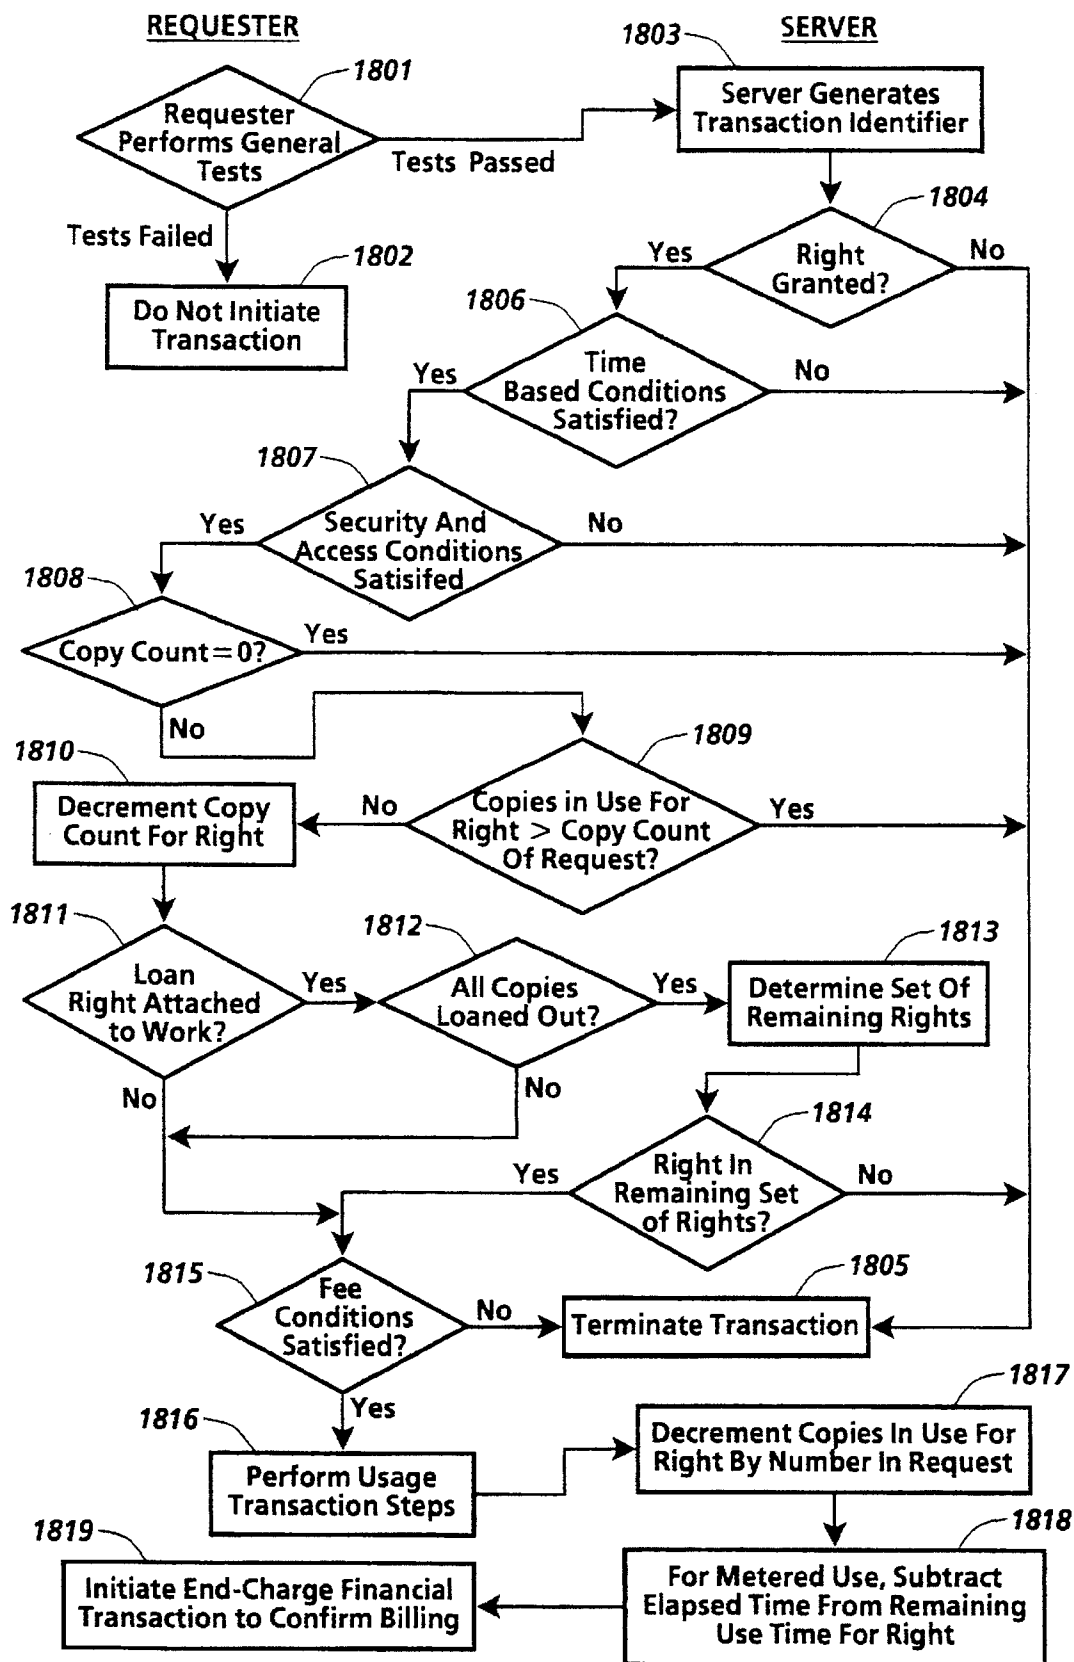 REQUESTER
SERVER
1801
1803
Requester
Performs General
Tests
Server Generates
Transaction Identifier
Tests Passed
Tests Failed
1802
Do Not Initiate
Transaction
1804
Right
Granted?
Yes
No
1806
Time
Based Conditions
Satisfied?
Yes
No
1807
Security And
Access Conditions
Satisifed
Yes
No
1808
Copy Count=0?
Yes
No
1809
Copies in Use For
Right > Copy Count
Of Request?
No
Yes
1810
Decrement Copy
Count For Right
1811
Loan
Right Attached
to Work?
Yes
No
1812
All Copies
Loaned Out?
Yes
No
1813
Determine Set Of
Remaining Rights
1814
Right In
Remaining Set
of Rights?
Yes
No
1815
Fee
Conditions
Satisfied?
No
Yes
1805
Terminate Transaction
1816
Perform Usage
Transaction Steps
1817
Decrement Copies In Use For
Right By Number In Request
1818
For Metered Use, Subtract
Elapsed Time From Remaining
Use Time For Right
1819
Initiate End-Charge Financial
Transaction to Confirm Billing